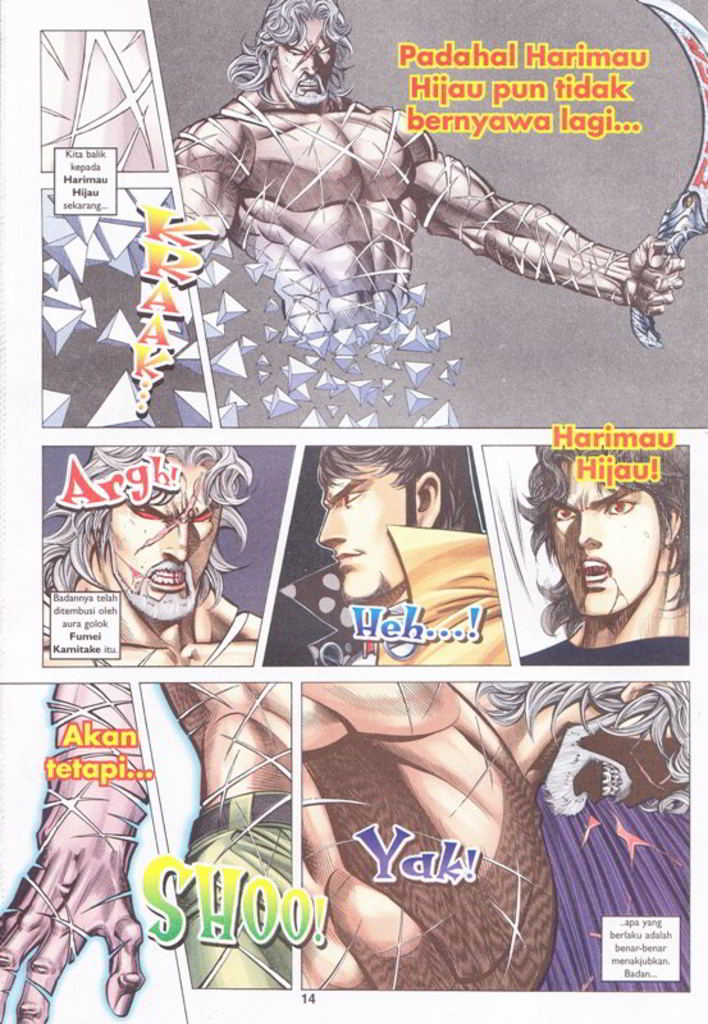 Padahal Harimau
Hijau pun tidak
bernyawa lagi...
Kita balik
kepada
Harimau
Hijau
sekarang...
KRAAK...
Argh!
Badannya telah
ditembusi oleh
aura golok
Fumei
Kamitake itu.
Heh...!
Harimau
Hijau!
Akan
tetapi...
SHOO!
Yak!
..apa yang
berlaku adalah
benar-benar
menakjubkan.
Badan...
14